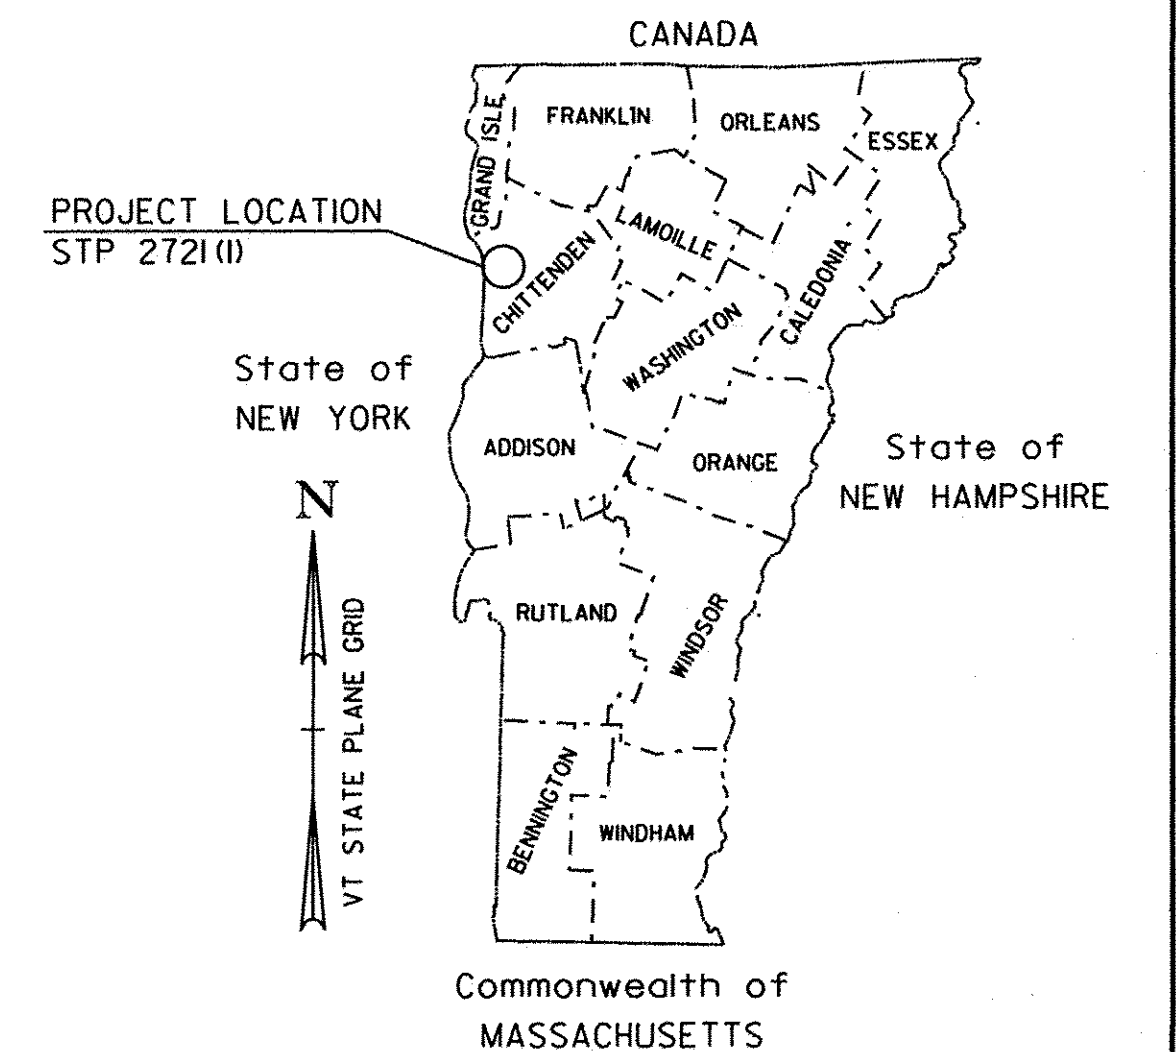 CANADA
GRAND ISLE
FRANKLIN
ORLEANS
ESSEX
PROJECT LOCATION
STP 2721(1)
LAMOILLE
CHITTENDEN
CALEDONIA
WASHINGTON
State of
NEW YORK
ADDISON
ORANGE
State of
NEW HAMPSHIRE
N
VT STATE PLANE GRID
RUTLAND
WINDSOR
BENNINGTON
WINDHAM
Commonwealth of
MASSACHUSETTS